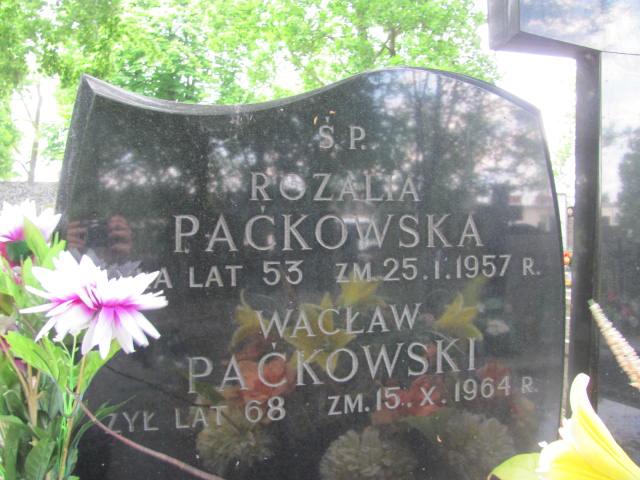 Ś.P.
ROZALIA
PAĆKOWSKA
LAT 53 ZM. 25. I. 1957 R.
WACŁAW
PAĆKOWSKI
ŻYŁ LAT 68 ZM. 15. X. 1964 R.